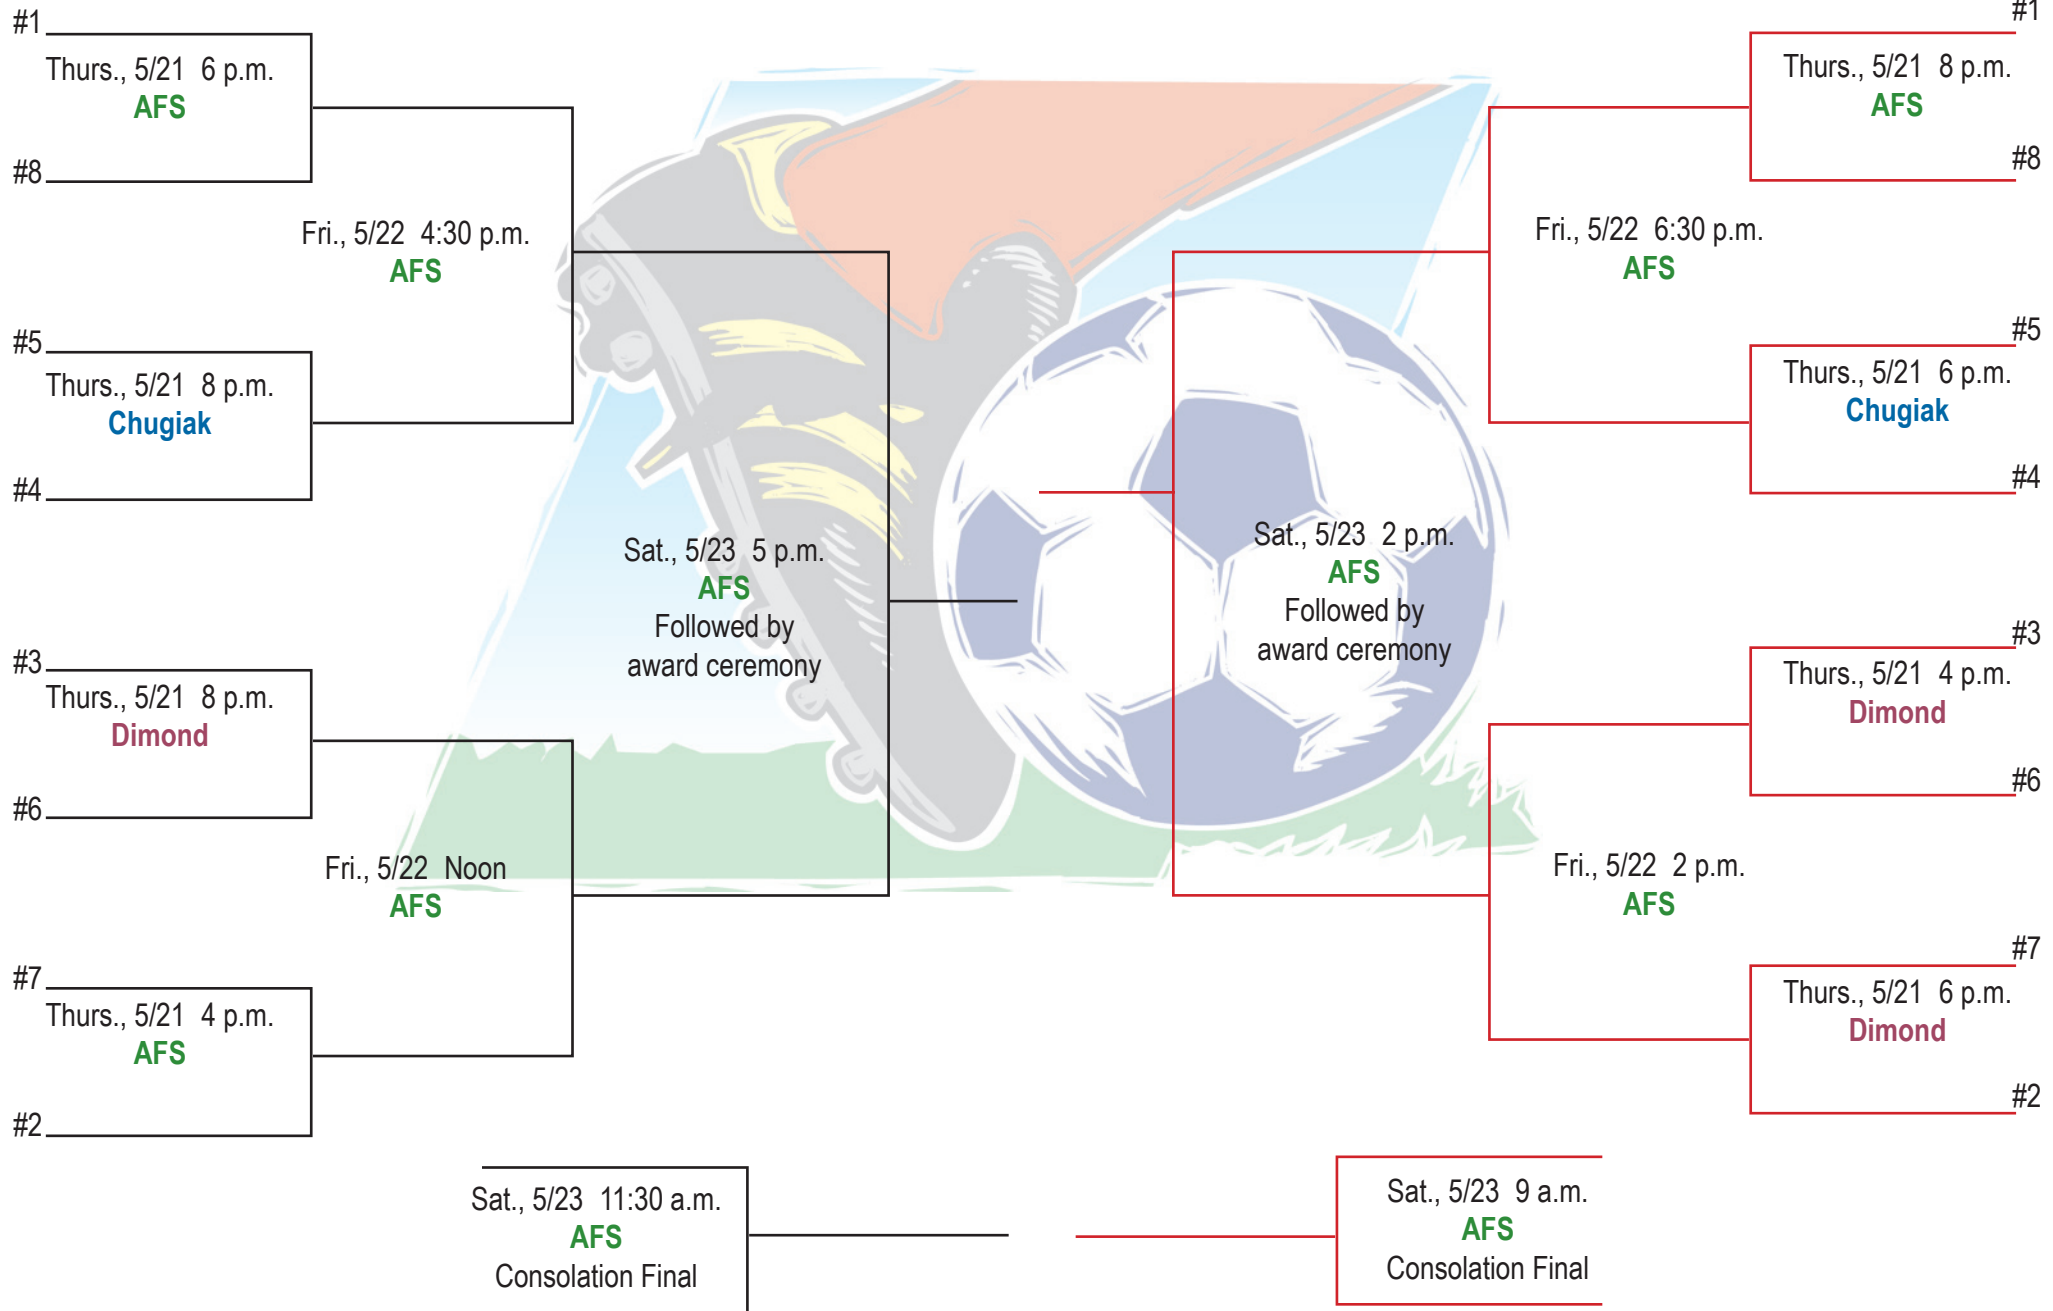 #1
Thurs., 5/21 6 p.m.
AFS
#8
Fri., 5/22 4:30 p.m.
AFS
#5
Thurs., 5/21 8 p.m.
Chugiak
#4
Sat., 5/23 5 p.m.
AFS
Followed by
award ceremony
#3
Thurs., 5/21 8 p.m.
Dimond
#6
Fri., 5/22 Noon
AFS
#7
Thurs., 5/21 4 p.m.
AFS
#2
Sat., 5/23 11:30 a.m.
AFS
Consolation Final
#1
Thurs., 5/21 8 p.m.
AFS
#8
Fri., 5/22 6:30 p.m.
AFS
#5
Thurs., 5/21 6 p.m.
Chugiak
#4
Sat., 5/23 2 p.m.
AFS
Followed by
award ceremony
#3
Thurs., 5/21 4 p.m.
Dimond
#6
Fri., 5/22 2 p.m.
AFS
#7
Thurs., 5/21 6 p.m.
Dimond
#2
Sat., 5/23 9 a.m.
AFS
Consolation Final